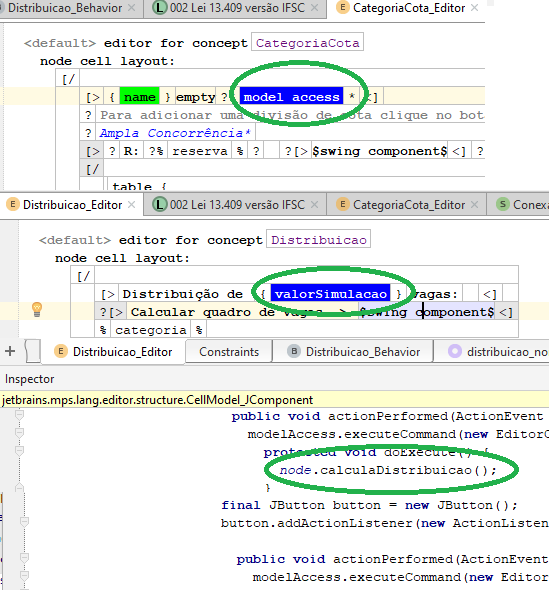 Distribuicao_Behavior × 002 Lei 13.409 versão IFSC × CategoriaCota_Editor ×
<default> editor for concept CategoriaCota
node cell layout:
[/
[> { name } empty ? model access * <]
? Para adicionar uma divisão de cota clique no bot
? Ampla Concorrência*
[> ? R: ?% reserva % ? ?[>$swing component$<] ?
[/
table {
Distribuicao_Editor × 002 Lei 13.409 versão IFSC × CategoriaCota_Editor × Conexa
<default> editor for concept Distribuicao
node cell layout:
[/
[> Distribuição de { valorSimulacao } vagas: <]
?[> Calcular quadro de vagas -> $swing component$ <]
% categoria %
Distribuicao_Editor Constraints Distribuicao_Behavior distribuicao_no
Inspector
jetbrains.mps.lang.editor.structure.CellModel_JComponent
public void actionPerformed(ActionEvent
modelAccess.executeCommand(new EditorC
protected void doExecute() {
node.calculaDistribuicao();
}
final JButton button = new JButton();
button.addActionListener(new ActionListen
public void actionPerformed(ActionEvent
modelAccess.executeCommand(new Editor